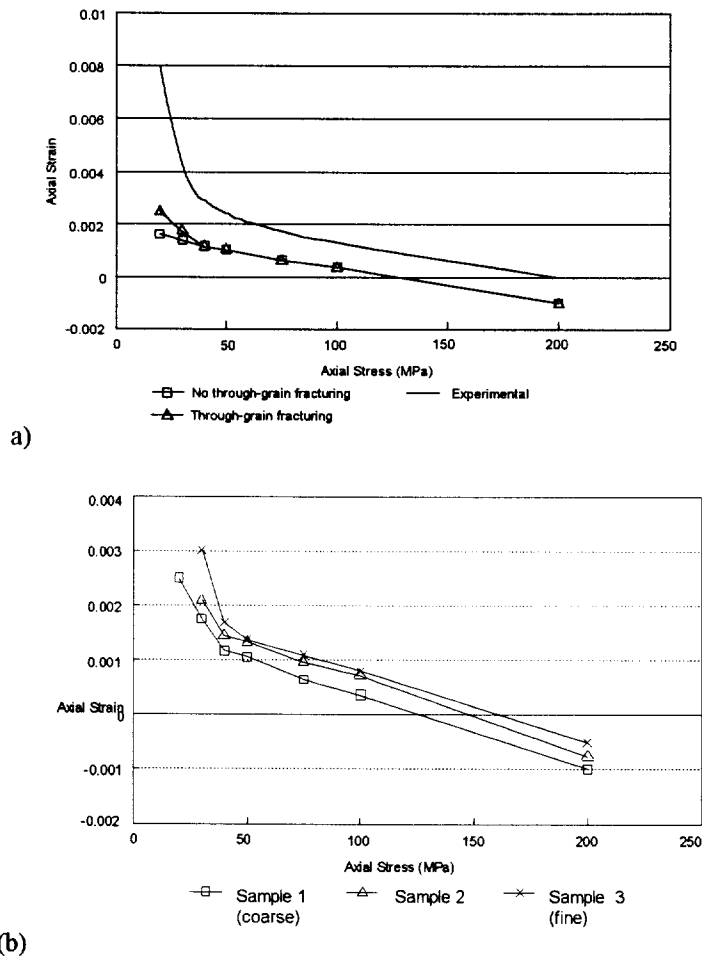 0.01
0.008
0.006
0.004
0.002
0
-0.002
Axial Strain
0 50 100 150 200 250
Axial Stress (MPa)
No through-grain fracturing Experimental
Through-grain fracturing
a)
0.004
0.003
0.002
0.001
Axial Strain
0
-0.001
-0.002
0 50 100 150 200 250
Axial Stress (MPa)
Sample 1 Sample 2 Sample 3
(coarse) (fine)
(b)